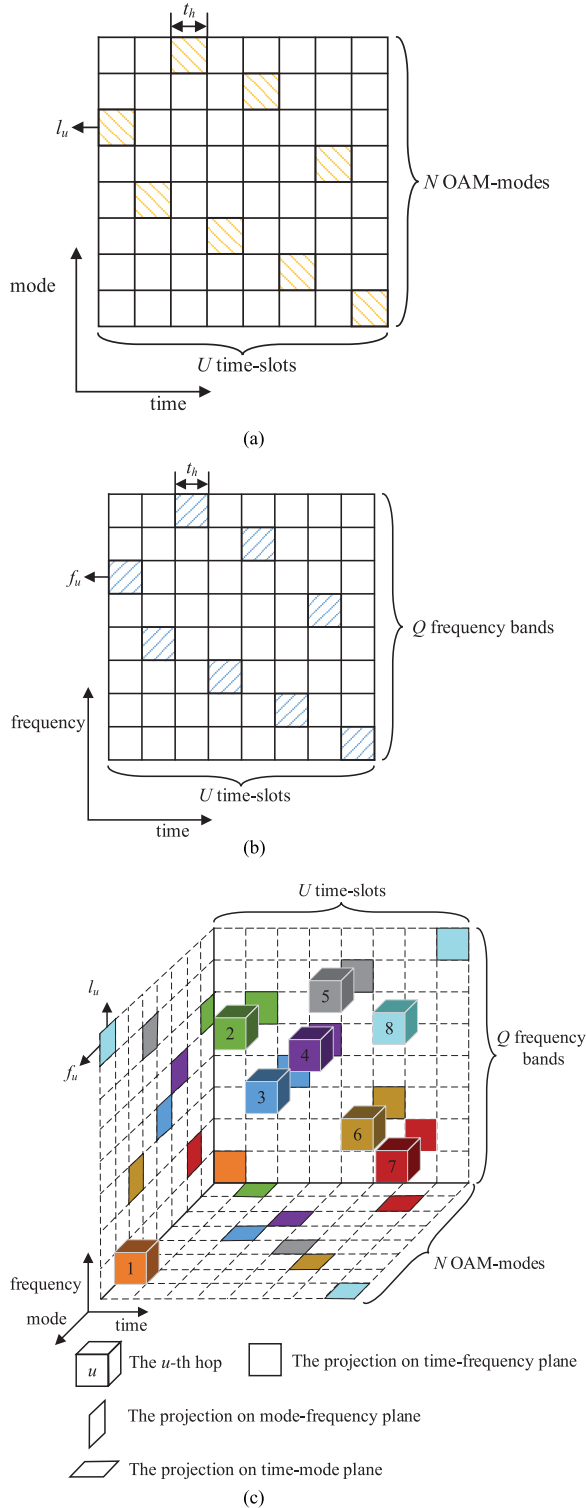 t_h
l_u
N OAM-modes
mode
U time-slots
time
(a)
t_h
f_u
Q frequency bands
frequency
U time-slots
time
(b)
U time-slots
l_u
f_u
5
2
8
4
Q frequency
bands
3
6
7
1
N OAM-modes
frequency
mode
time
u
The u-th hop
The projection on time-frequency plane
The projection on mode-frequency plane
The projection on time-mode plane
(c)